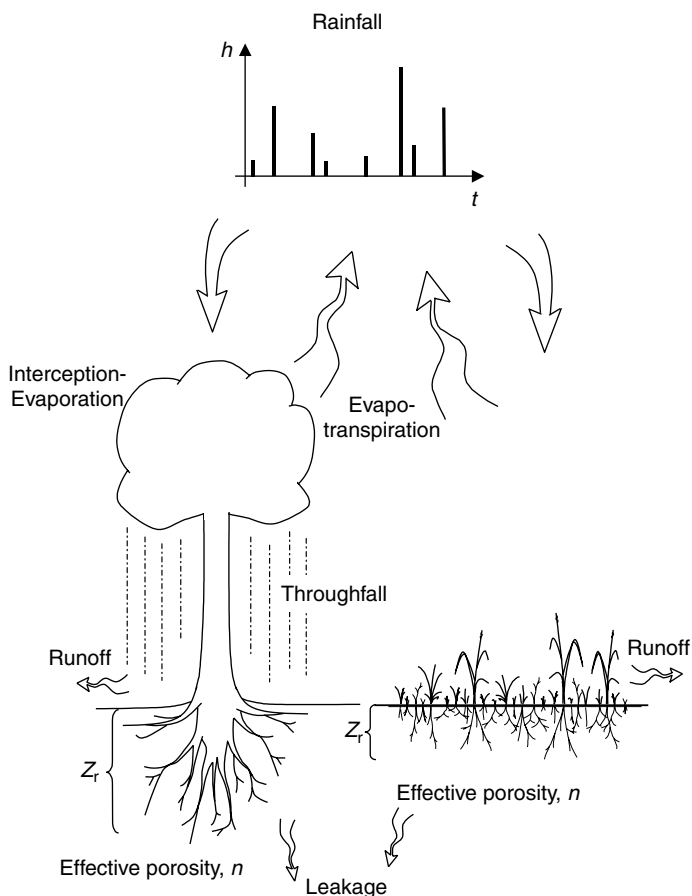 Rainfall
h
t
Interception-
Evaporation
Evapo-
transpiration
Throughfall
Runoff
Runoff
Zr
Zr
Effective porosity, n
Effective porosity, n
Leakage